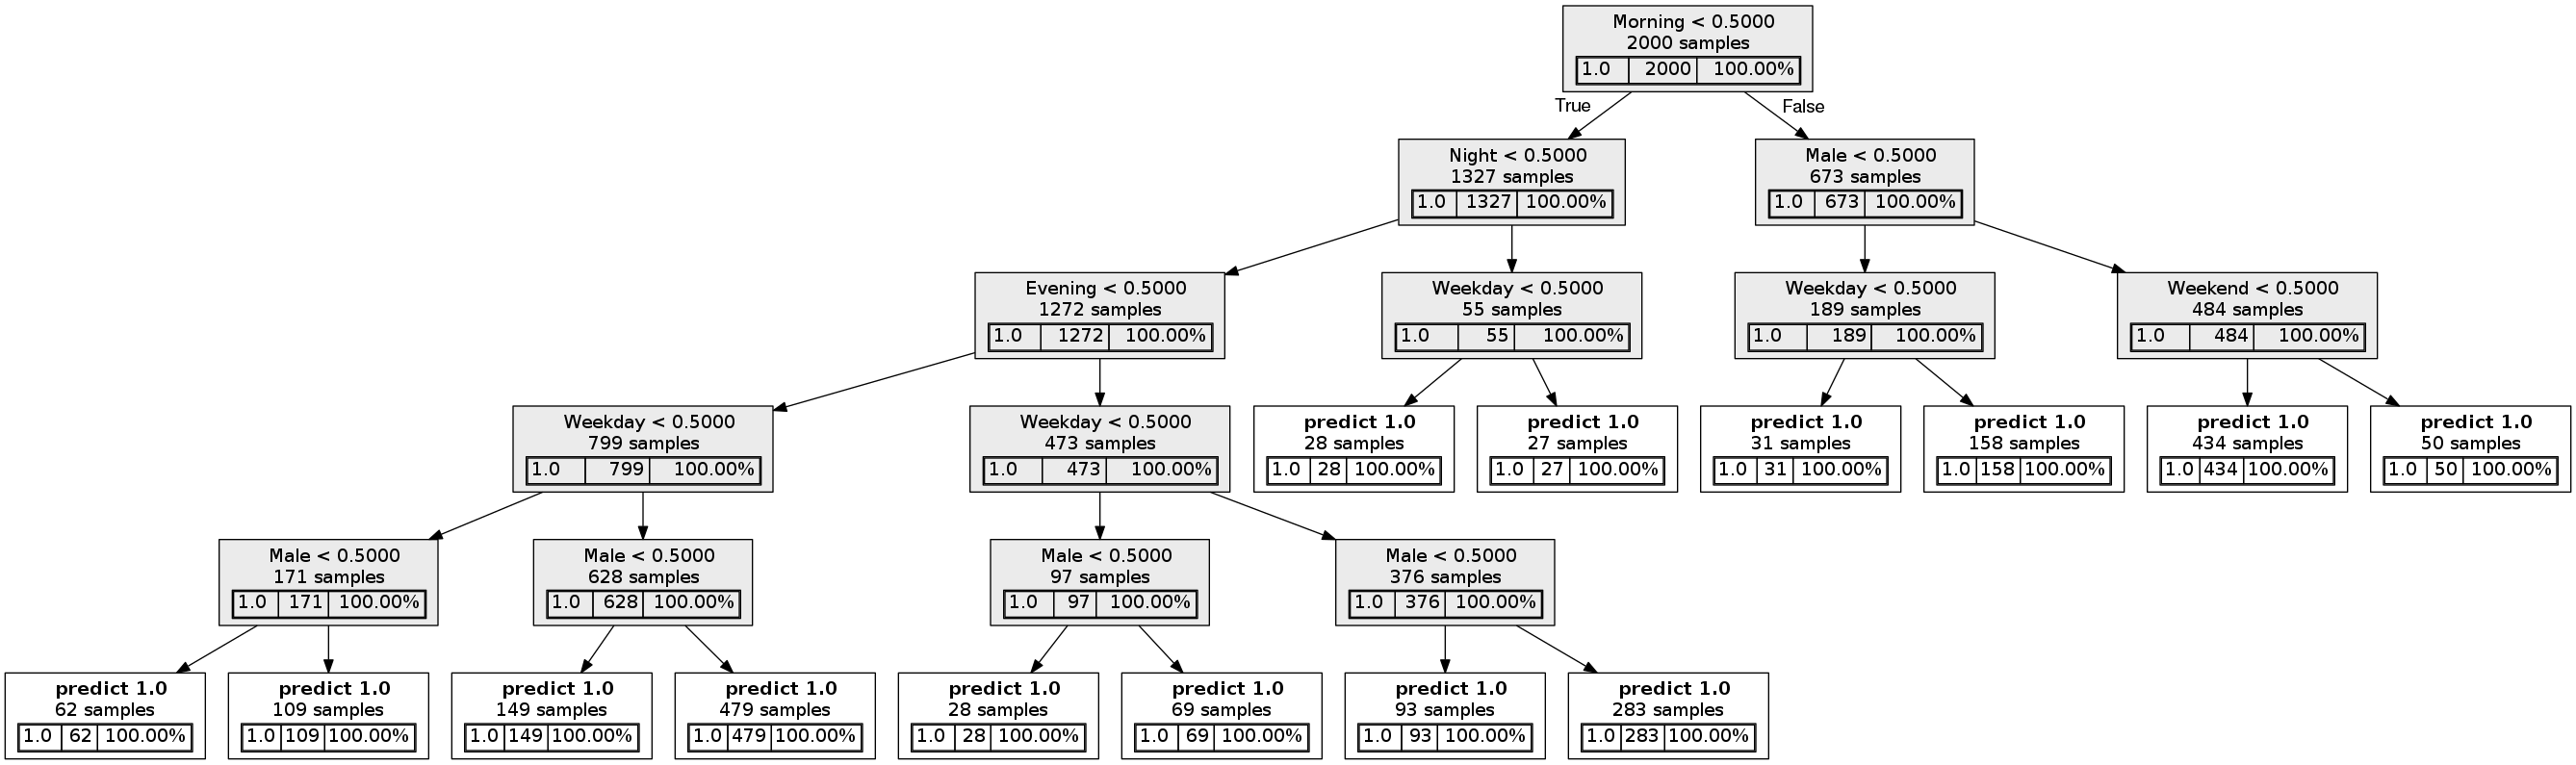 Morning < 0.5000
2000 samples
1.0 2000 100.00%
True
False
Night < 0.5000
1327 samples
1.0 1327 100.00%
Male < 0.5000
673 samples
1.0 673 100.00%
Evening < 0.5000
1272 samples
1.0 1272 100.00%
Weekday < 0.5000
55 samples
1.0 55 100.00%
Weekday < 0.5000
189 samples
1.0 189 100.00%
Weekend < 0.5000
484 samples
1.0 484 100.00%
Weekday < 0.5000
799 samples
1.0 799 100.00%
Weekday < 0.5000
473 samples
1.0 473 100.00%
predict 1.0
28 samples
1.0 28 100.00%
predict 1.0
27 samples
1.0 27 100.00%
predict 1.0
31 samples
1.0 31 100.00%
predict 1.0
158 samples
1.0 158 100.00%
predict 1.0
434 samples
1.0 434 100.00%
predict 1.0
50 samples
1.0 50 100.00%
Male < 0.5000
171 samples
1.0 171 100.00%
Male < 0.5000
628 samples
1.0 628 100.00%
Male < 0.5000
97 samples
1.0 97 100.00%
Male < 0.5000
376 samples
1.0 376 100.00%
predict 1.0
62 samples
1.0 62 100.00%
predict 1.0
109 samples
1.0 109 100.00%
predict 1.0
149 samples
1.0 149 100.00%
predict 1.0
479 samples
1.0 479 100.00%
predict 1.0
28 samples
1.0 28 100.00%
predict 1.0
69 samples
1.0 69 100.00%
predict 1.0
93 samples
1.0 93 100.00%
predict 1.0
283 samples
1.0 283 100.00%